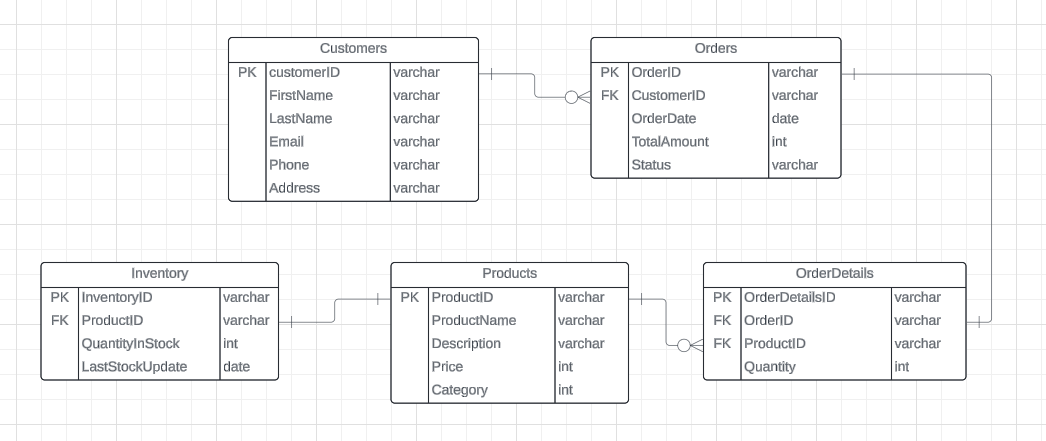 Customers
PK customerID varchar
FirstName varchar
LastName varchar
Email varchar
Phone varchar
Address varchar
Orders
PK OrderID varchar
FK CustomerID varchar
OrderDate date
TotalAmount int
Status varchar
Inventory
PK InventoryID varchar
FK ProductID varchar
QuantityInStock int
LastStockUpdate date
Products
PK ProductID varchar
ProductName varchar
Description varchar
Price int
Category int
OrderDetails
PK OrderDetailsID varchar
FK OrderID varchar
FK ProductID varchar
Quantity int